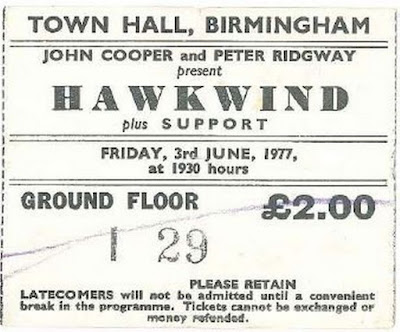 TOWN HALL, BIRMINGHAM
JOHN COOPER and PETER RIDGWAY
present
HAWKWIND
plus SUPPORT
FRIDAY, 3rd JUNE, 1977,
at 1930 hours
GROUND FLOOR £2.00
1 29
PLEASE RETAIN
LATECOMERS will not be admitted until a convenient
break in the programme. Tickets cannot be exchanged or
money refunded.